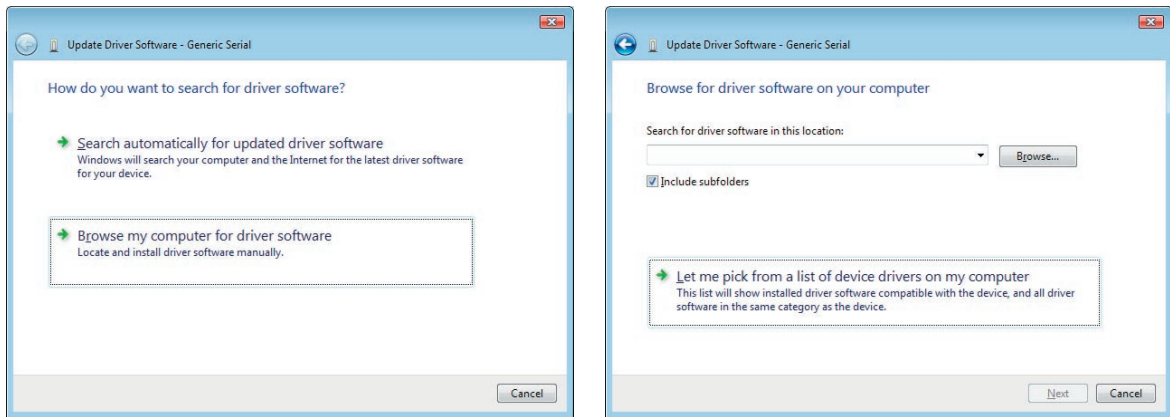 Update Driver Software - Generic Serial
How do you want to search for driver software?
Search automatically for updated driver software
Windows will search your computer and the Internet for the latest driver software
for your device.
Browse my computer for driver software
Locate and install driver software manually.
Cancel
Update Driver Software - Generic Serial
Browse for driver software on your computer
Search for driver software in this location:
Browse...
Include subfolders
Let me pick from a list of device drivers on my computer
This list will show installed driver software compatible with the device, and all driver
software in the same category as the device.
Next Cancel